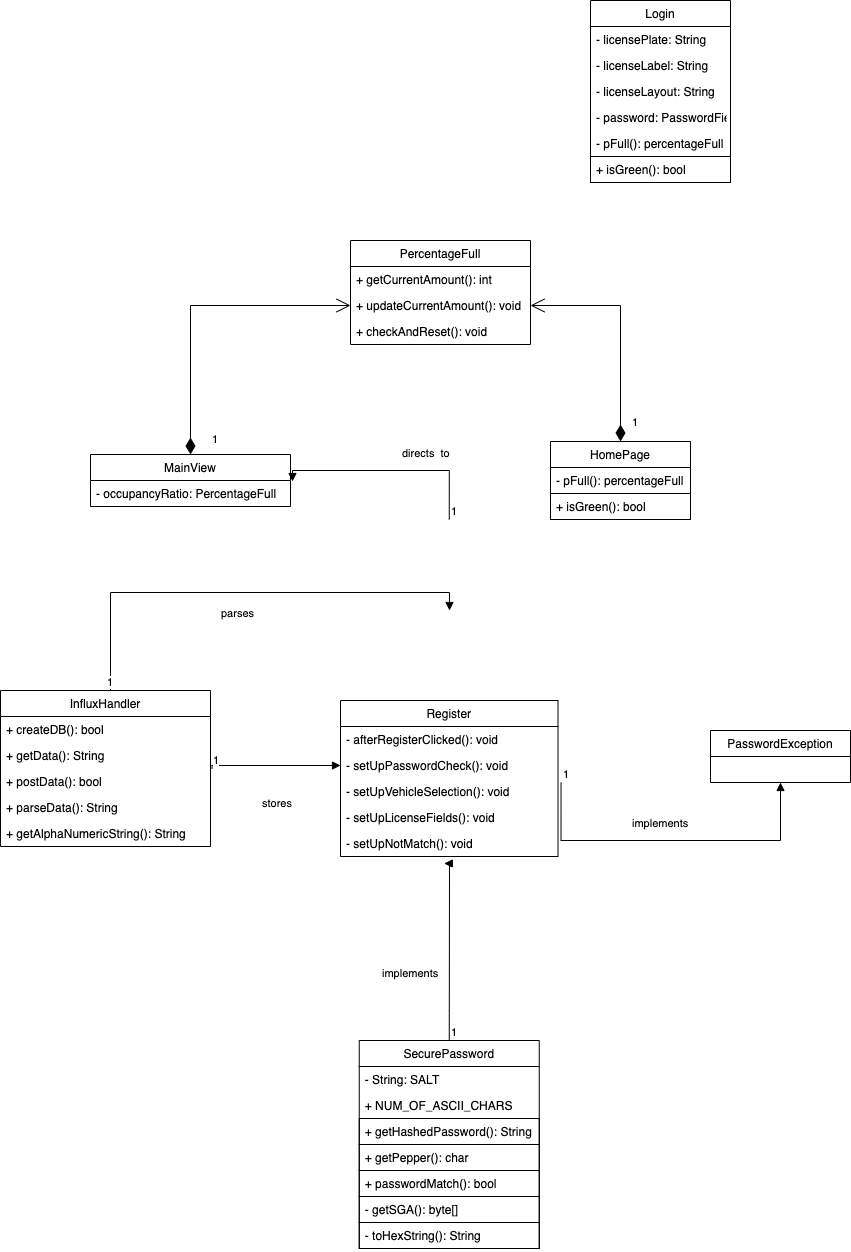 Login
- licensePlate: String
- licenseLabel: String
- licenseLayout: String
- password: PasswordFie
- pFull(): percentageFull
+ isGreen(): bool
PercentageFull
+ getCurrentAmount(): int
+ updateCurrentAmount(): void
+ checkAndReset(): void
1
1
directs to
MainView
- occupancyRatio: PercentageFull
HomePage
- pFull(): percentageFull
+ isGreen(): bool
1
parses
1
InfluxHandler
+ createDB(): bool
+ getData(): String
+ postData(): bool
+ parseData(): String
+ getAlphaNumericString(): String
1
stores
Register
- afterRegisterClicked(): void
- setUpPasswordCheck(): void
- setUpVehicleSelection(): void
- setUpLicenseFields(): void
- setUpNotMatch(): void
1
implements
PasswordException
implements
1
SecurePassword
- String: SALT
+ NUM_OF_ASCII_CHARS
+ getHashedPassword(): String
+ getPepper(): char
+ passwordMatch(): bool
- getSGA(): byte[]
- toHexString(): String